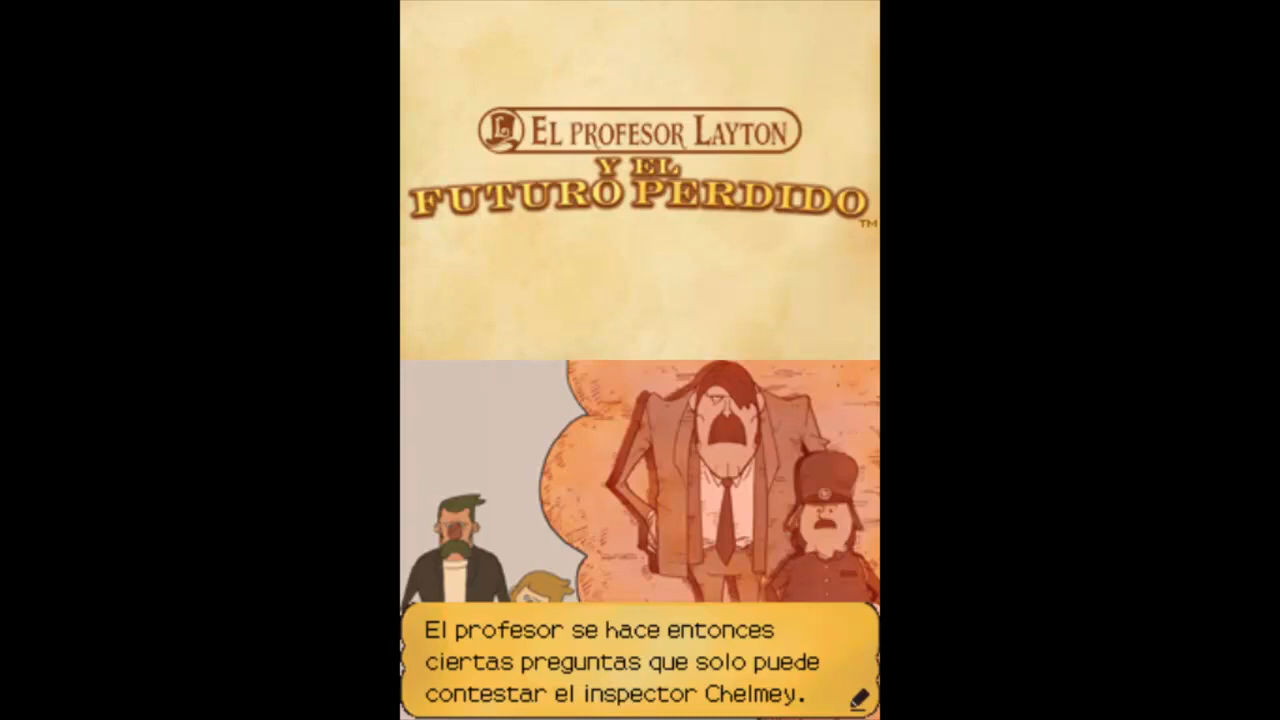 EL PROFESOR LAYTON
Y EL
FUTURO PERDIDO
TM
El profesor se hace entonces
ciertas preguntas que solo puede
contestar el inspector Chelmey.